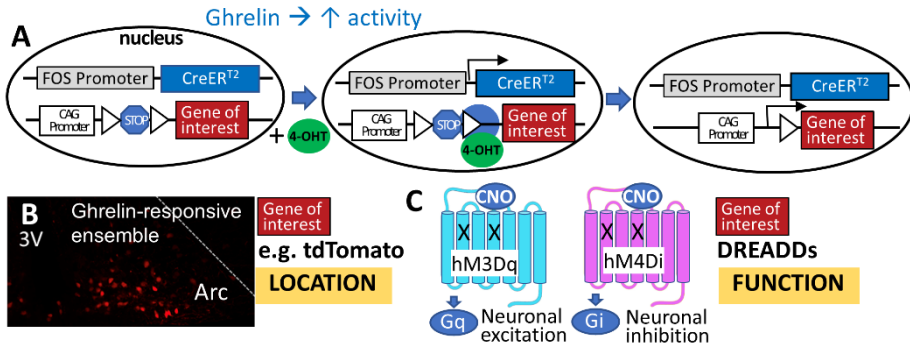 Ghrelin → ↑ activity
A
nucleus
FOS Promoter
CreERT2
CAG
Promoter
STOP
Gene of
interest
+
4-OHT
FOS Promoter
CreERT2
CAG
Promoter
STOP
Gene of
interest
4-OHT
FOS Promoter
CreERT2
CAG
Promoter
Gene of
interest
B
3V
Ghrelin-responsive
ensemble
Arc
Gene of
interest
e.g. tdTomato
LOCATION
C
CNO
X X
hM3Dq
Gq
Neuronal
excitation
CNO
X X
hM4Di
Gi
Neuronal
inhibition
Gene of
interest
DREADDs
FUNCTION